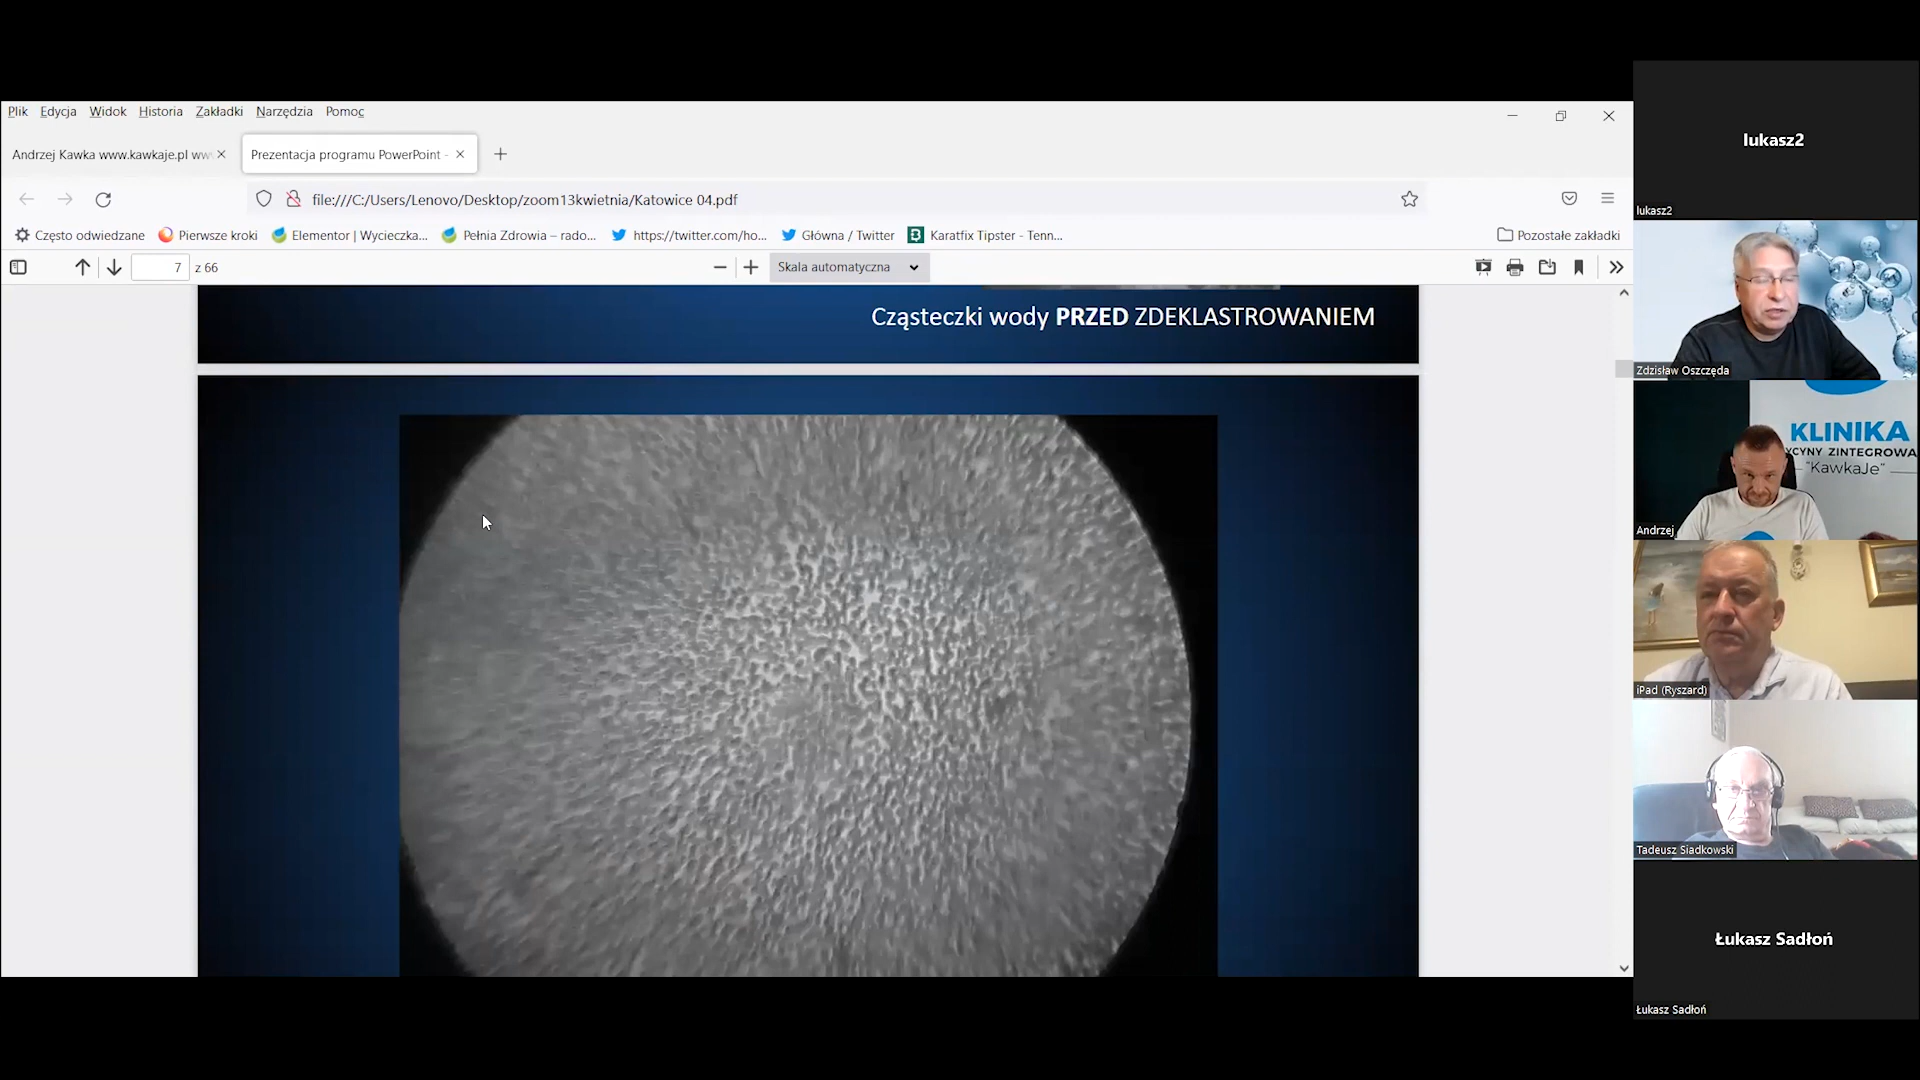 Plik Edycja Widok Historia Zakładki Narzędzia Pomoc
Andrzej Kawka www.kawkaje.pl ww
Prezentacja programu PowerPoint -
file:///C:/Users/Lenovo/Desktop/zoom13kwietnia/Katowice 04.pdf
Często odwiedzane Pierwsze kroki Elementor | Wycieczka... Pełnia Zdrowia – rado... https://twitter.com/ho... Główna / Twitter Karatfix Tipster - Tenn... Pozostałe zakładki
7 z 66 Skala automatyczna
Cząsteczki wody PRZED ZDEKLASTROWANIEM
lukasz2
lukasz2
Zdzisław Oszczęda
KLINIKA
YCYNY ZINTEGROWA
"KawkaJe"
Andrzej
iPad (Ryszard)
Tadeusz Siadkowski
Łukasz Sadłoń
Łukasz Sadłoń